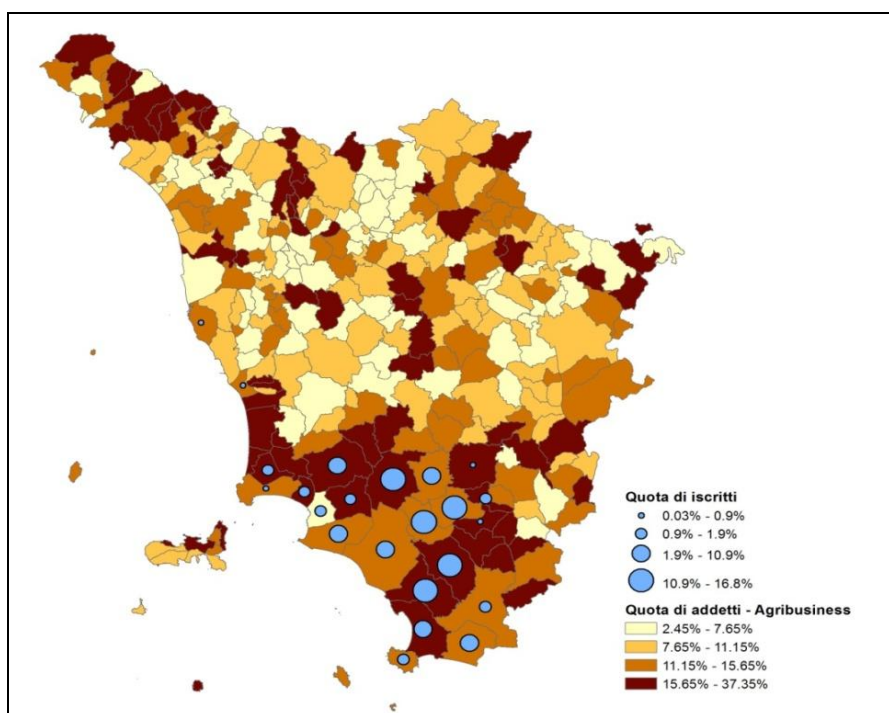 Quota di iscritti
0.03% - 0.9%
0.9% - 1.9%
1.9% - 10.9%
10.9% - 16.8%
Quota di addetti - Agribusiness
2.45% - 7.65%
7.65% - 11.15%
11.15% - 15.65%
15.65% - 37.35%